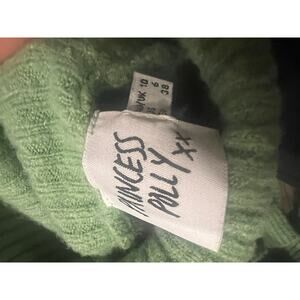 PRINCESS
POLLY xx
/UK 10
6
38